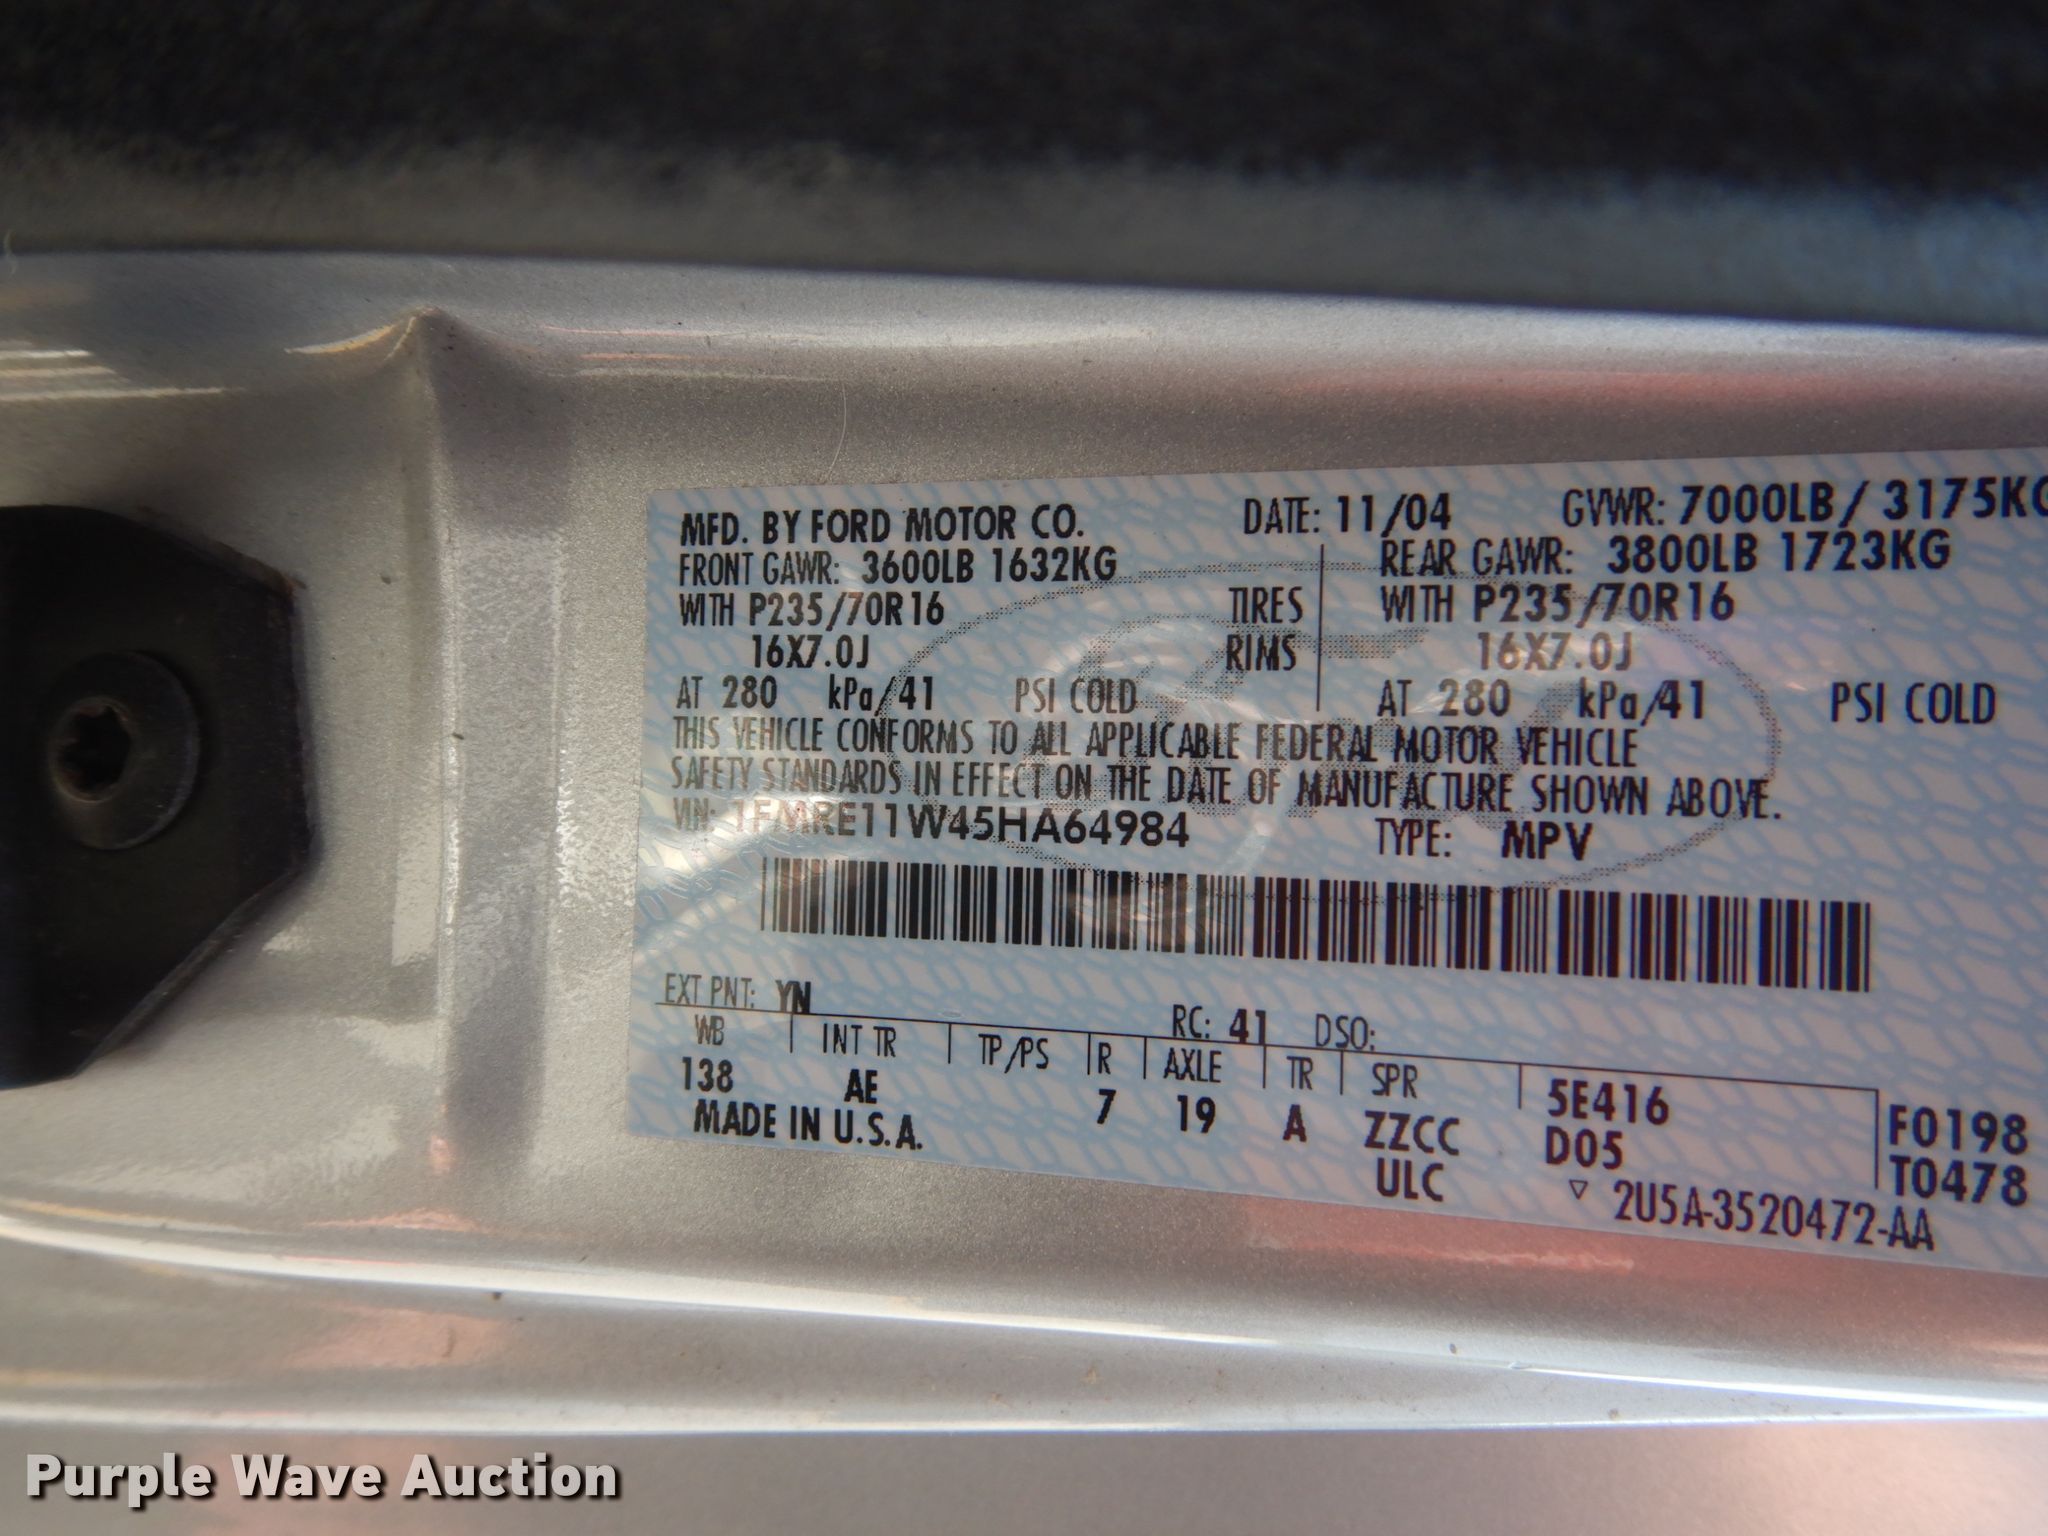 MFD. BY FORD MOTOR CO. DATE: 11/04 GVWR: 7000LB/ 3175KG
FRONT GAWR: 3600LB 1632KG REAR GAWR: 3800LB 1723KG
WITH P235/70R16 TIRES WITH P235/70R16
16X7.0J RIMS 16X7.0J
AT 280 kPa/41 PSI COLD AT 280 kPa/41 PSI COLD
THIS VEHICLE CONFORMS TO ALL APPLICABLE FEDERAL MOTOR VEHICLE
SAFETY STANDARDS IN EFFECT ON THE DATE OF MANUFACTURE SHOWN ABOVE.
VIN: 1FMRE11W45HA64984 TYPE: MPV
EXT PNT: YN RC: 41 DSO:
WB INT TR TP/PS R AXLE TR SPR 5E416
138 AE 7 19 A ZZCC D05 F0198
MADE IN U.S.A. ULC T0478
▽ 2U5A-3520472-AA
Purple Wave Auction